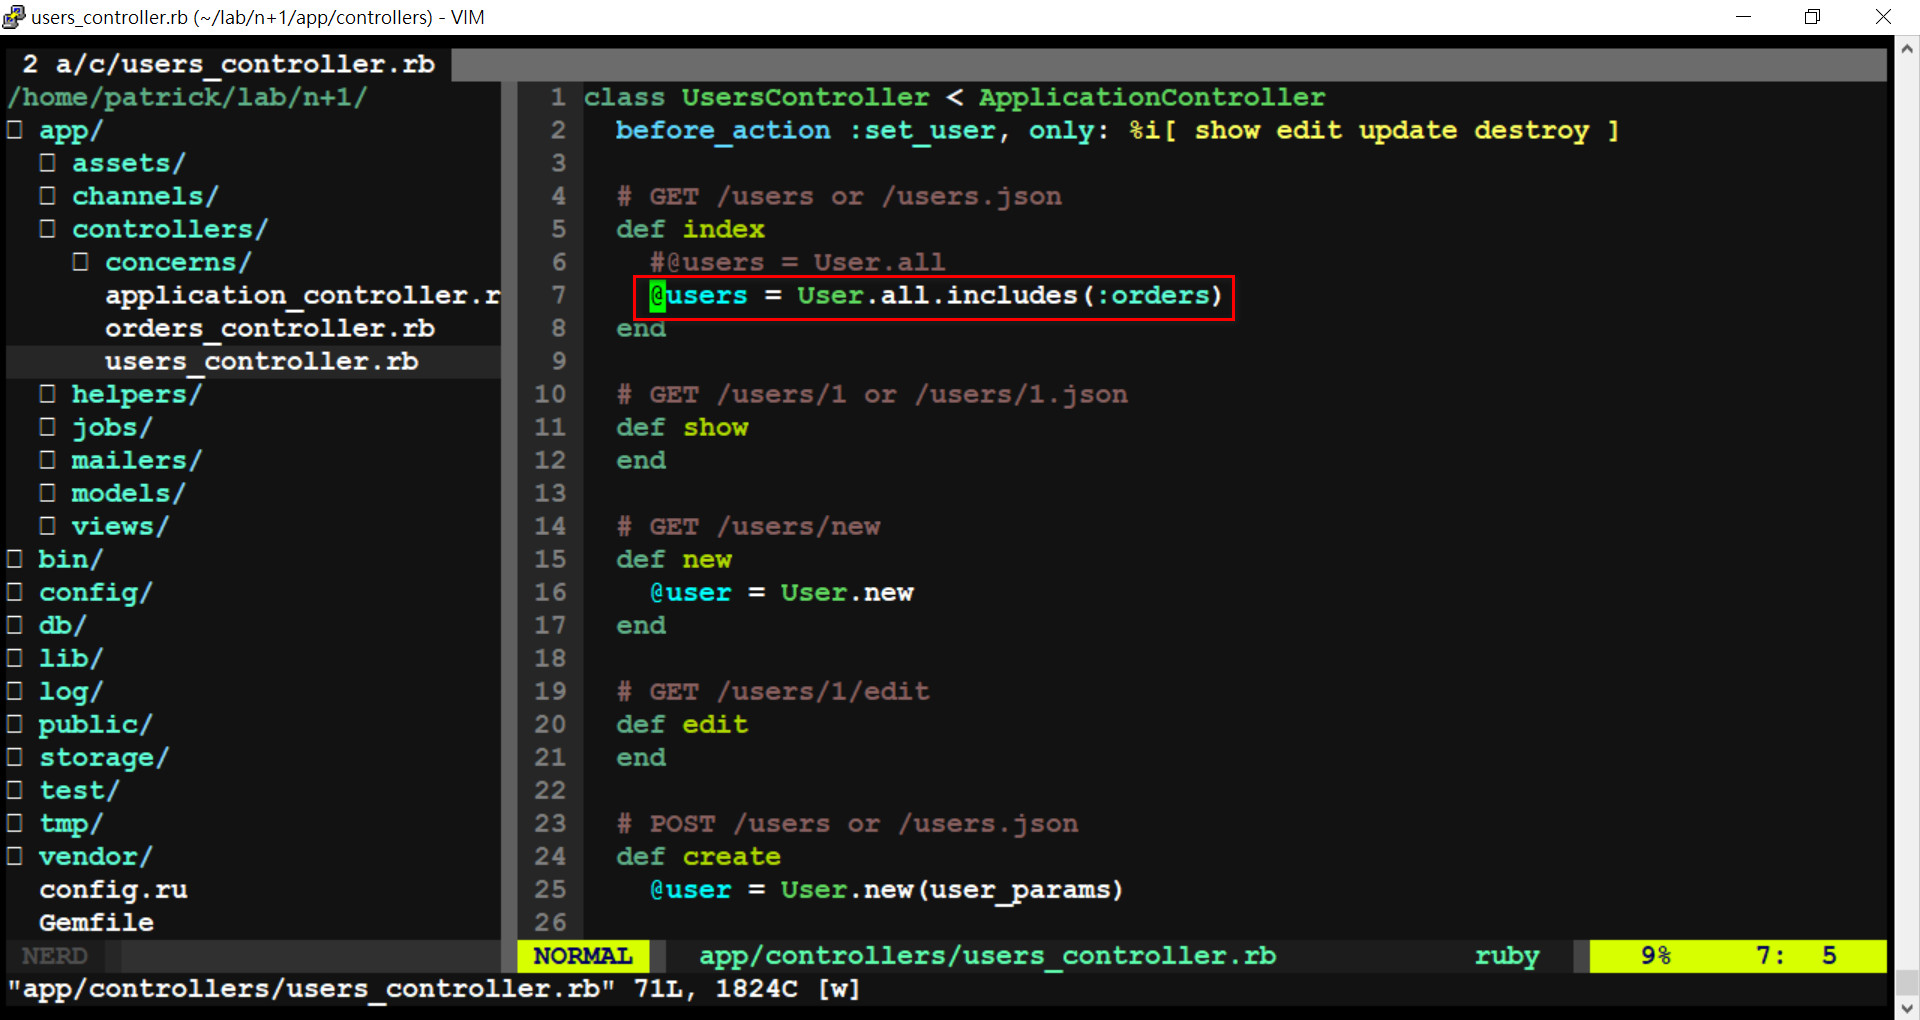 users_controller.rb (~/lab/n+1/app/controllers) - VIM
2 a/c/users_controller.rb
/home/patrick/lab/n+1/
app/
assets/
channels/
controllers/
concerns/
application_controller.r
orders_controller.rb
users_controller.rb
helpers/
jobs/
mailers/
models/
views/
bin/
config/
db/
lib/
log/
public/
storage/
test/
tmp/
vendor/
config.ru
Gemfile
NERD
1 class UsersController < ApplicationController
2 before_action :set_user, only: %i[ show edit update destroy ]
3
4 # GET /users or /users.json
5 def index
6 #@users = User.all
7 @users = User.all.includes(:orders)
8 end
9
10 # GET /users/1 or /users/1.json
11 def show
12 end
13
14 # GET /users/new
15 def new
16 @user = User.new
17 end
18
19 # GET /users/1/edit
20 def edit
21 end
22
23 # POST /users or /users.json
24 def create
25 @user = User.new(user_params)
26
NORMAL app/controllers/users_controller.rb ruby 9% 7: 5
"app/controllers/users_controller.rb" 71L, 1824C [w]